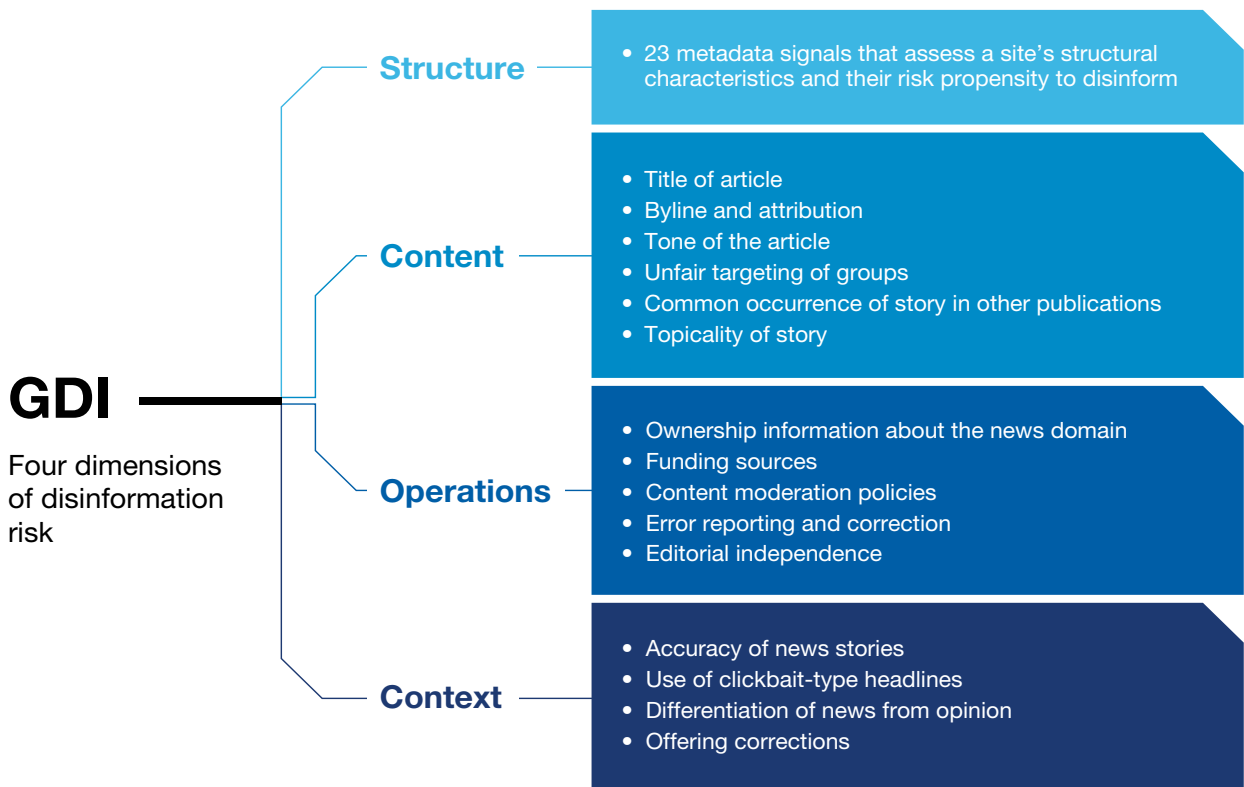 GDI
Four dimensions
of disinformation
risk
Structure
• 23 metadata signals that assess a site’s structural
characteristics and their risk propensity to disinform
Content
• Title of article
• Byline and attribution
• Tone of the article
• Unfair targeting of groups
• Common occurrence of story in other publications
• Topicality of story
Operations
• Ownership information about the news domain
• Funding sources
• Content moderation policies
• Error reporting and correction
• Editorial independence
Context
• Accuracy of news stories
• Use of clickbait-type headlines
• Differentiation of news from opinion
• Offering corrections